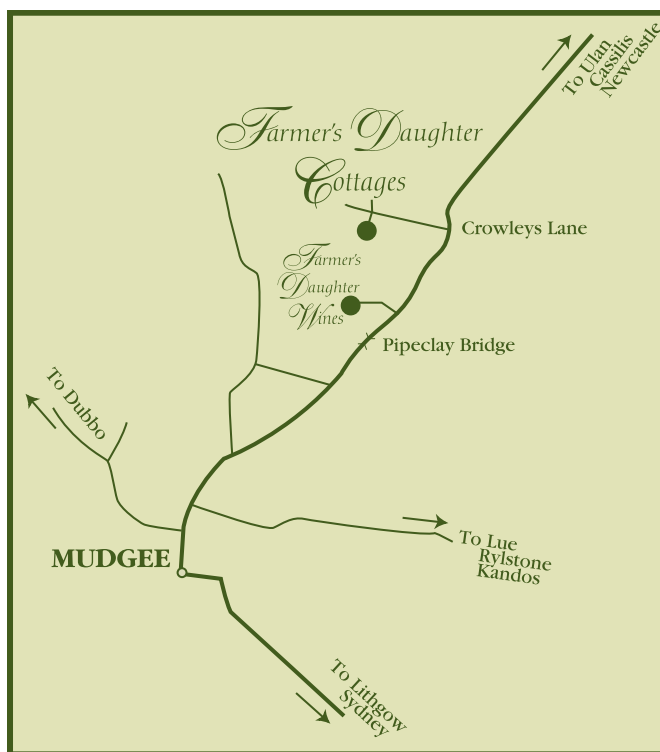 To Ulan
Cassilis
Newcastle
Farmer's Daughter
Cottages
Crowleys Lane
Farmer's
Daughter
Wines
Pipeclay Bridge
To Dubbo
To Lue
Rylstone
Kandos
MUDGEE
To Lithgow
Sydney